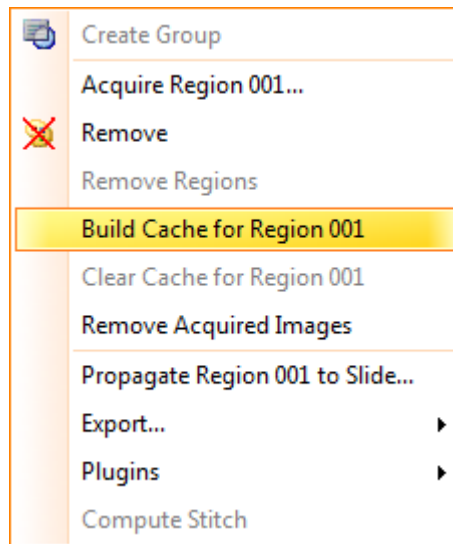 Create Group
Acquire Region 001...
Remove
Remove Regions
Build Cache for Region 001
Clear Cache for Region 001
Remove Acquired Images
Propagate Region 001 to Slide...
Export...
Plugins
Compute Stitch